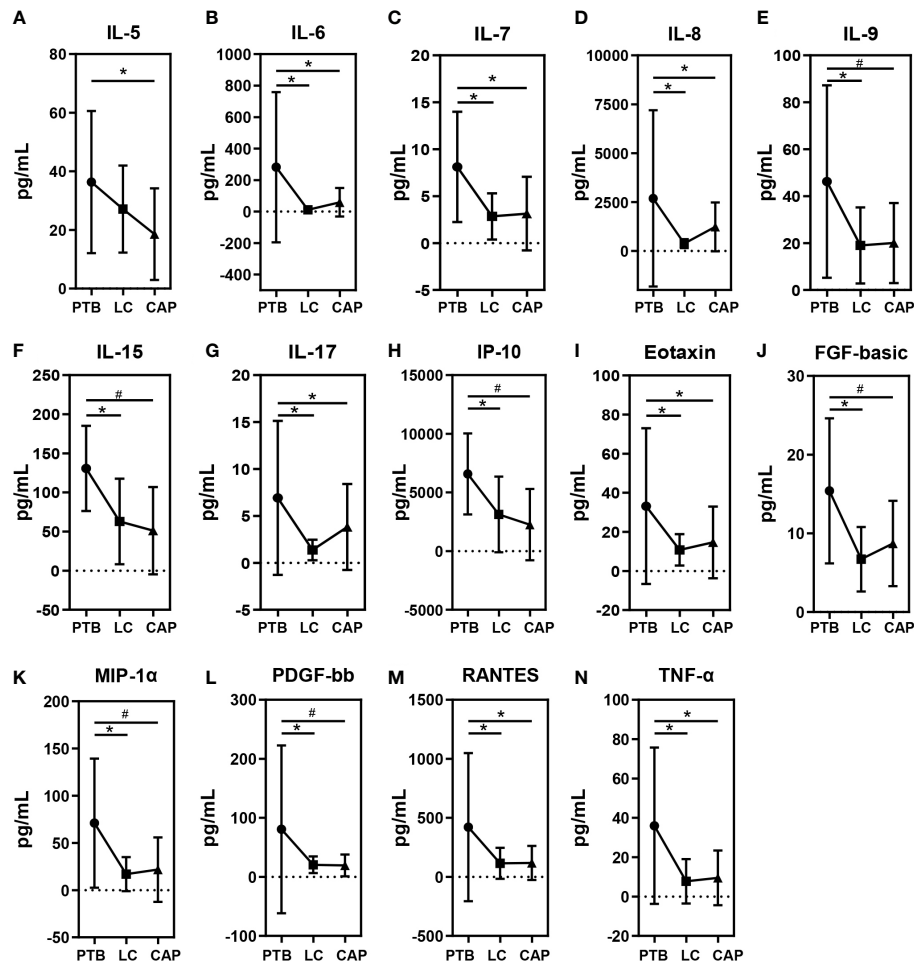 A
IL-5
pg/mL
80
60
40
20
0
*
PTB LC CAP
B
IL-6
pg/mL
1000
800
600
400
200
0
-200
-400
*
*
PTB LC CAP
C
IL-7
pg/mL
20
15
10
5
0
-5
*
*
PTB LC CAP
D
IL-8
pg/mL
10000
7500
5000
2500
0
*
*
PTB LC CAP
E
IL-9
pg/mL
100
80
60
40
20
0
#
*
PTB LC CAP
F
IL-15
pg/mL
250
200
150
100
50
0
-50
#
*
PTB LC CAP
G
IL-17
pg/mL
20
15
10
5
0
-5
*
*
PTB LC CAP
H
IP-10
pg/mL
15000
10000
5000
0
-5000
#
*
PTB LC CAP
I
Eotaxin
pg/mL
100
80
60
40
20
0
-20
*
*
PTB LC CAP
J
FGF-basic
pg/mL
30
20
10
0
#
*
PTB LC CAP
K
MIP-1α
pg/mL
200
150
100
50
0
-50
#
*
PTB LC CAP
L
PDGF-bb
pg/mL
300
200
100
0
-100
#
*
PTB LC CAP
M
RANTES
pg/mL
1500
1000
500
0
-500
*
*
PTB LC CAP
N
TNF-α
pg/mL
100
80
60
40
20
0
-20
*
*
PTB LC CAP